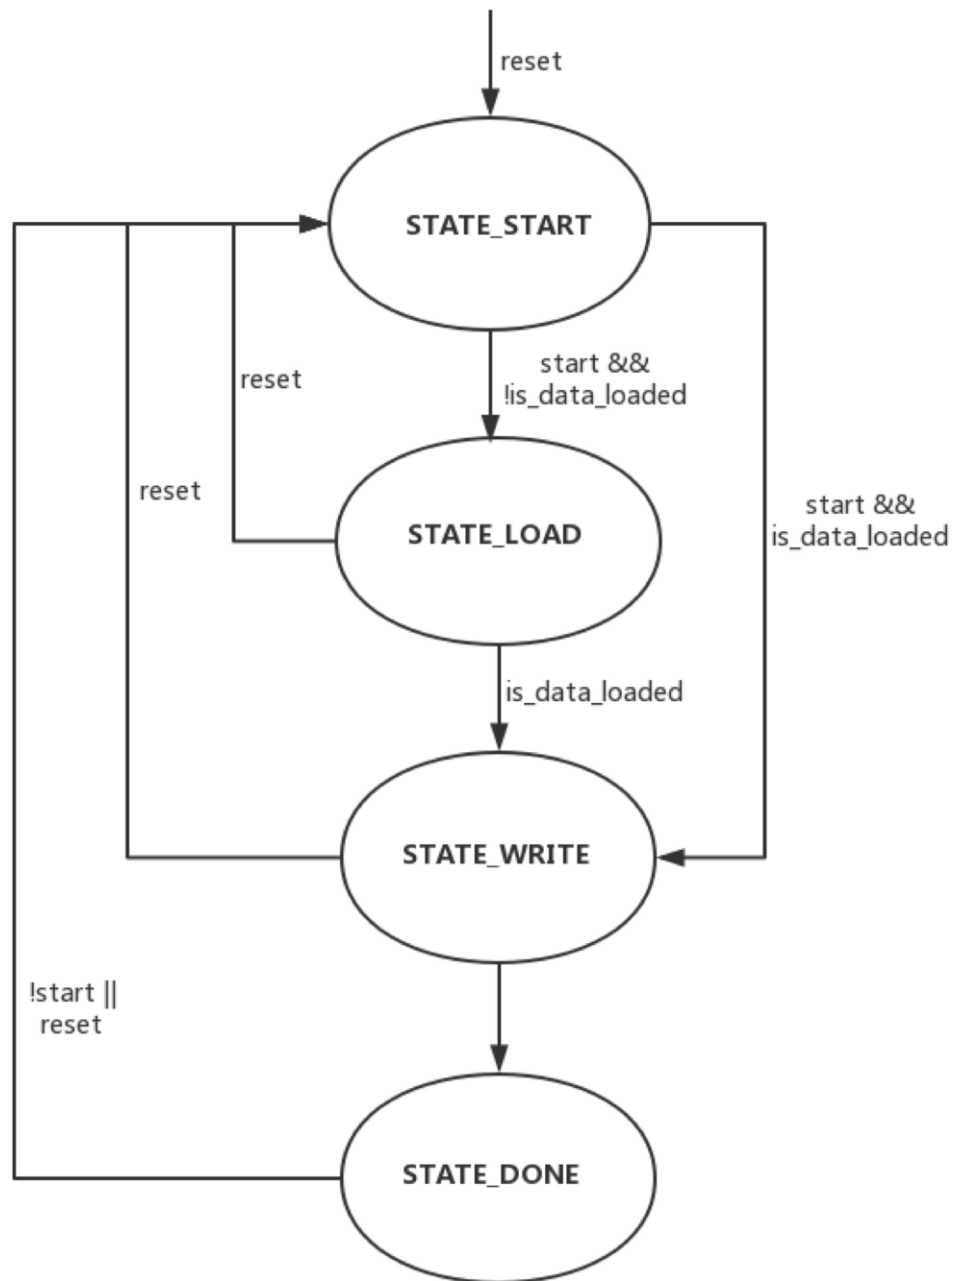 reset
STATE_START
start &&
!is_data_loaded
reset
reset
start &&
is_data_loaded
STATE_LOAD
is_data_loaded
STATE_WRITE
!start ||
reset
STATE_DONE